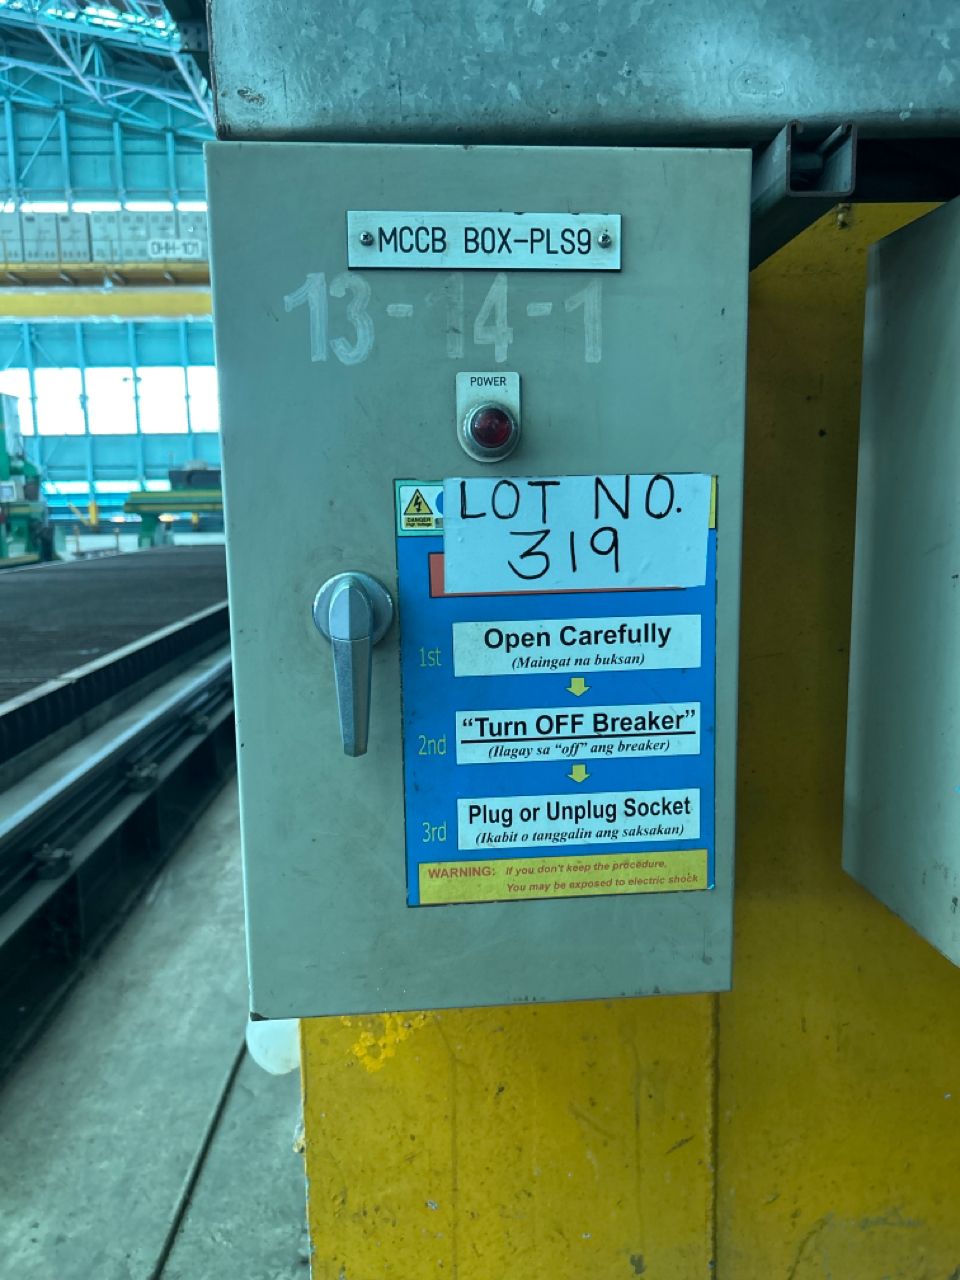 OHH-101
MCCB BOX-PLS9
13-14-1
POWER
DANGER
High Voltage
LOT NO.
319
1st
Open Carefully
(Maingat na buksan)
2nd
“Turn OFF Breaker”
(Ilagay sa “off” ang breaker)
3rd
Plug or Unplug Socket
(Ikabit o tanggalin ang saksakan)
WARNING: If you don't keep the procedure,
You may be exposed to electric shock